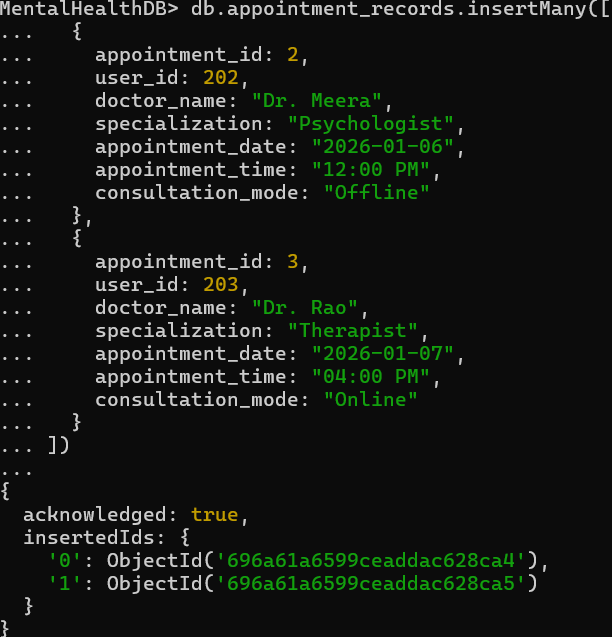 MentalHealthDB> db.appointment_records.insertMany([
...   {
...     appointment_id: 2,
...     user_id: 202,
...     doctor_name: "Dr. Meera",
...     specialization: "Psychologist",
...     appointment_date: "2026-01-06",
...     appointment_time: "12:00 PM",
...     consultation_mode: "Offline"
...   },
...   {
...     appointment_id: 3,
...     user_id: 203,
...     doctor_name: "Dr. Rao",
...     specialization: "Therapist",
...     appointment_date: "2026-01-07",
...     appointment_time: "04:00 PM",
...     consultation_mode: "Online"
...   }
... ])
...
{
  acknowledged: true,
  insertedIds: {
    '0': ObjectId('696a61a6599ceaddac628ca4'),
    '1': ObjectId('696a61a6599ceaddac628ca5')
  }
}